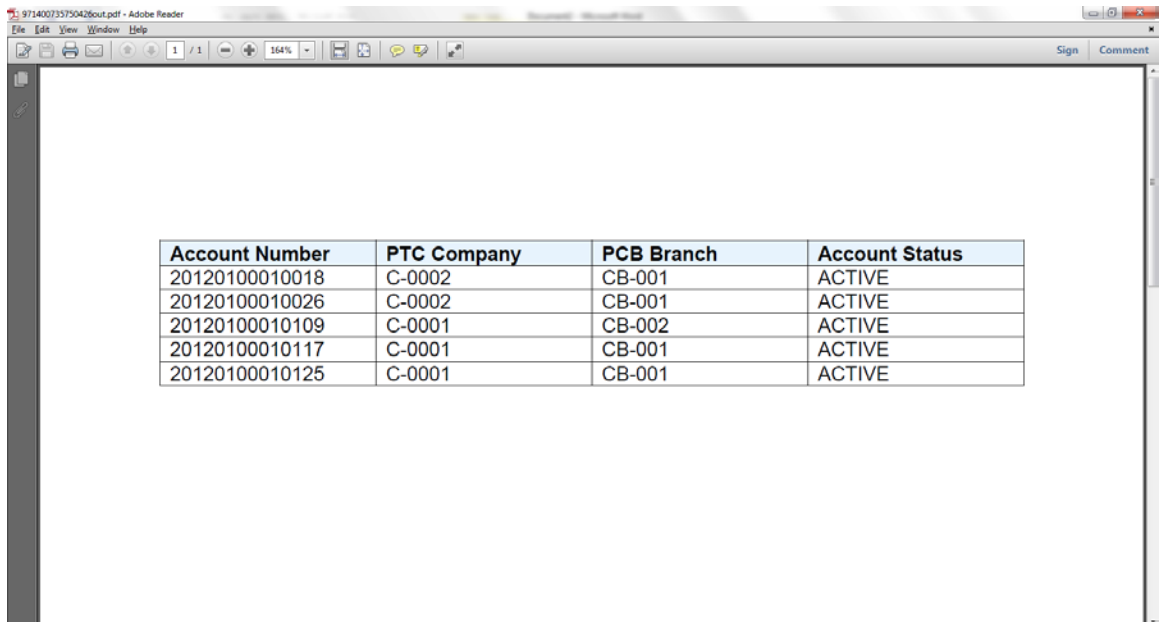 971400735750426out.pdf - Adobe Reader
File Edit View Window Help
1 / 1 164% Sign Comment
Account Number PTC Company PCB Branch Account Status
20120100010018 C-0002 CB-001 ACTIVE
20120100010026 C-0002 CB-001 ACTIVE
20120100010109 C-0001 CB-002 ACTIVE
20120100010117 C-0001 CB-001 ACTIVE
20120100010125 C-0001 CB-001 ACTIVE